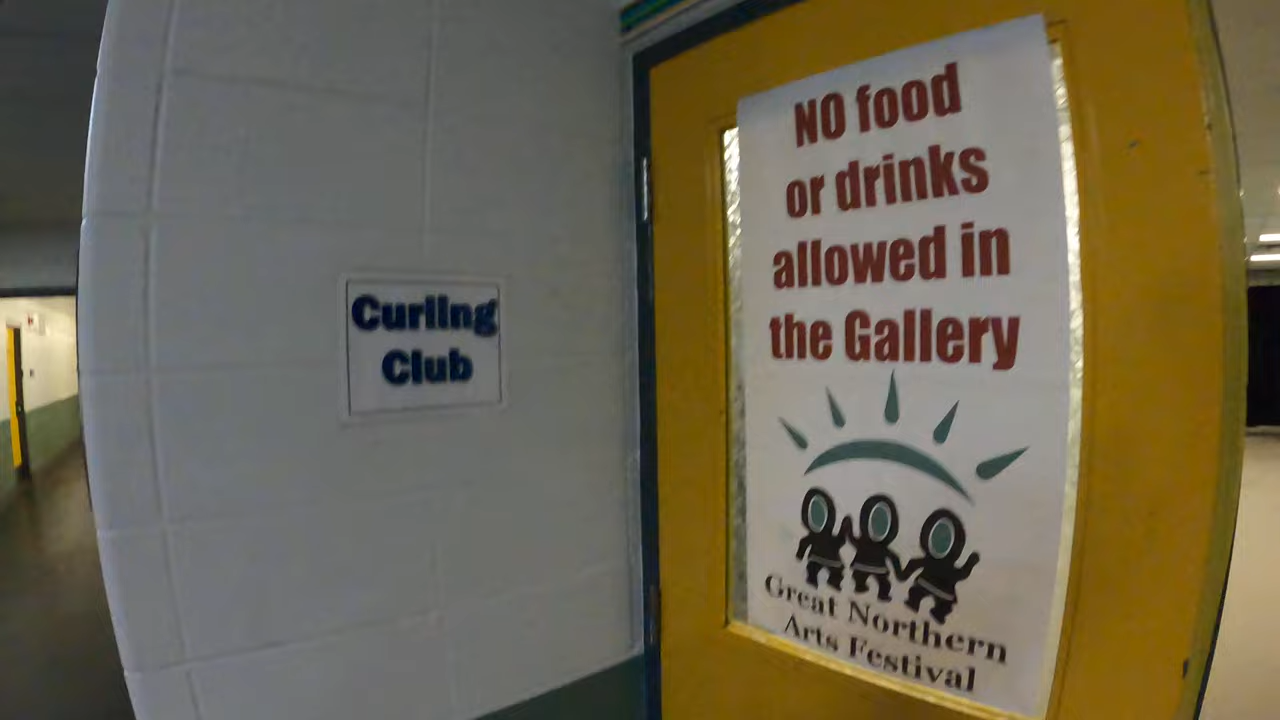 Curling
Club
NO food
or drinks
allowed in
the Gallery
Great Northern
Arts Festival